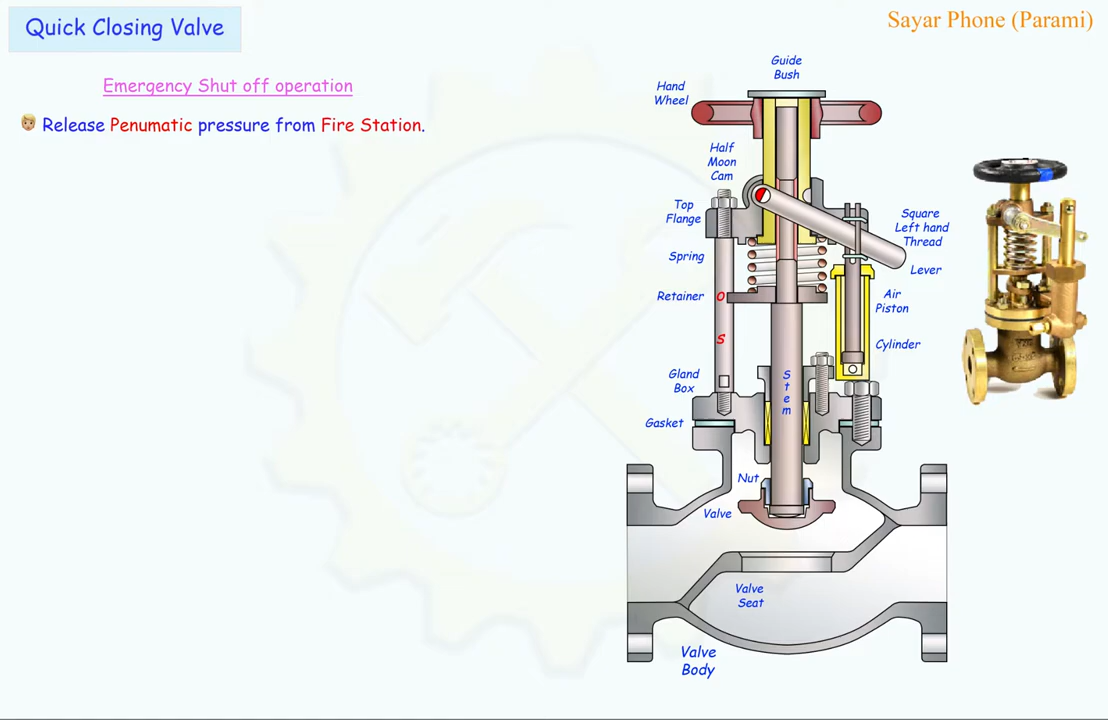 Quick Closing Valve
Sayar Phone (Parami)
Emergency Shut off operation
Release Penumatic pressure from Fire Station.
Guide
Bush
Hand
Wheel
Half
Moon
Cam
Top
Flange
Square
Left hand
Thread
Spring
Lever
Retainer
O
Air
Piston
S
Cylinder
Gland
Box
Stem
Gasket
Nut
Valve
Valve
Seat
Valve
Body